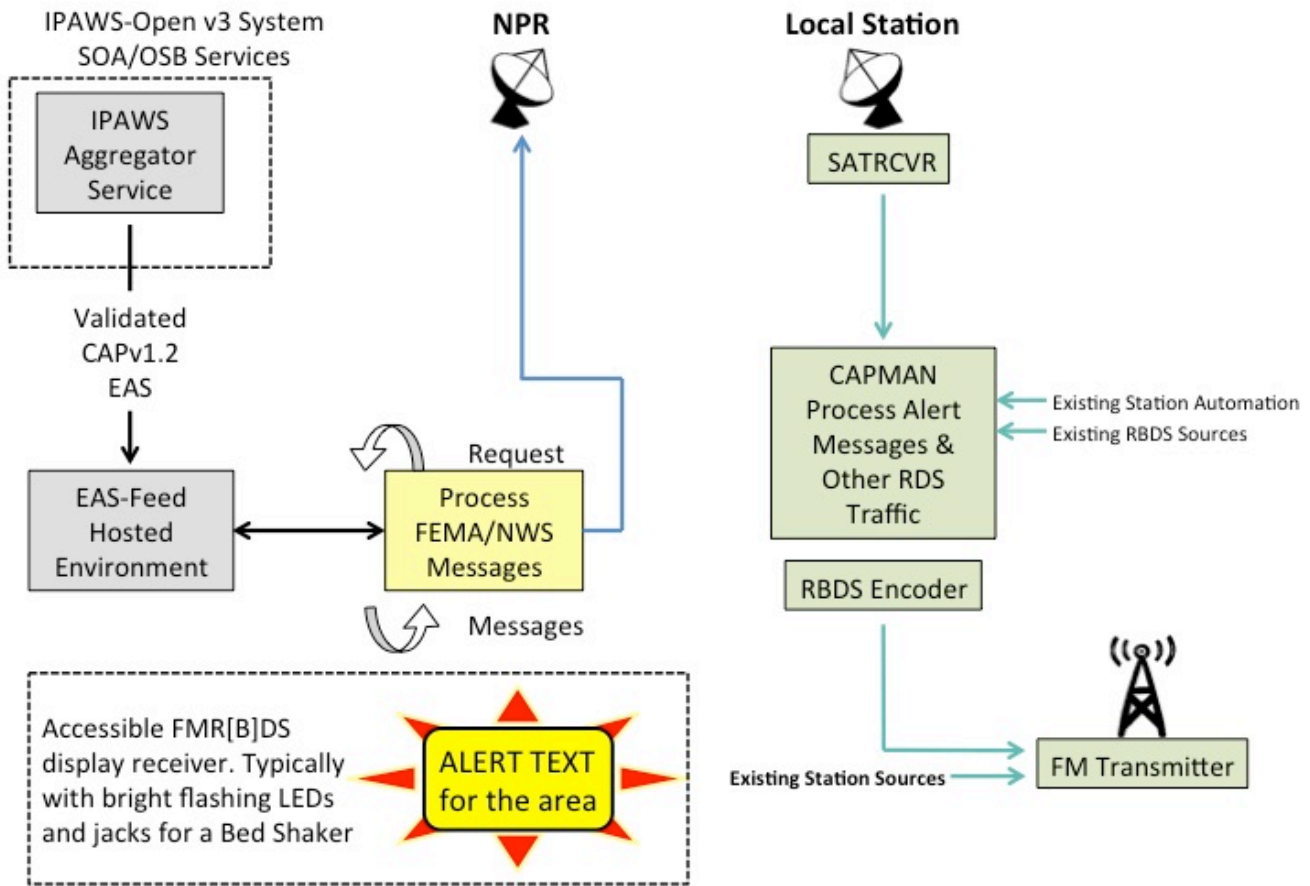 IPAWS-Open v3 System
SOA/OSB Services
IPAWS
Aggregator
Service
Validated
CAPv1.2
EAS
EAS-Feed
Hosted
Environment
Request
Process
FEMA/NWS
Messages
Messages
NPR
Local Station
SATRCVR
CAPMAN
Process Alert
Messages &
Other RDS
Traffic
Existing Station Automation
Existing RBDS Sources
RBDS Encoder
Existing Station Sources
FM Transmitter
Accessible FMR[B]DS
display receiver. Typically
with bright flashing LEDs
and jacks for a Bed Shaker
ALERT TEXT
for the area